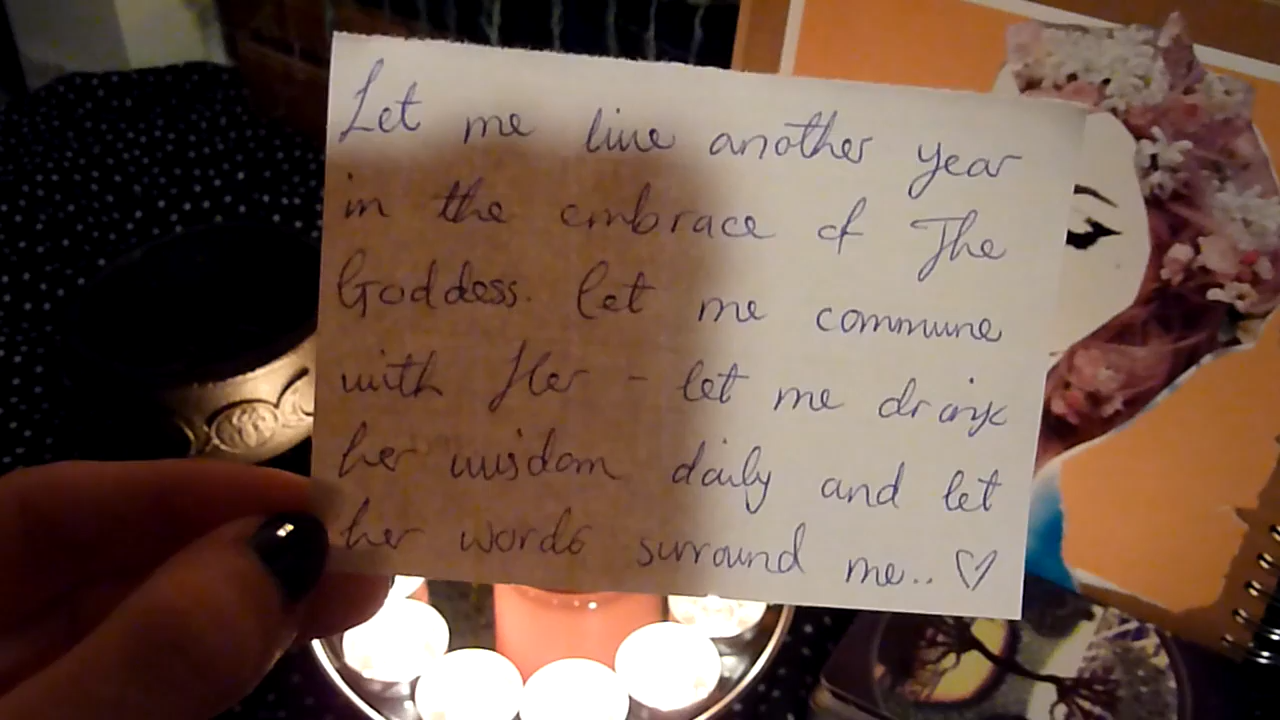 Let me live another year
in the embrace of The
Goddess. Let me commune
with Her - let me drink
her wisdom daily and let
her words surround me.. ♡